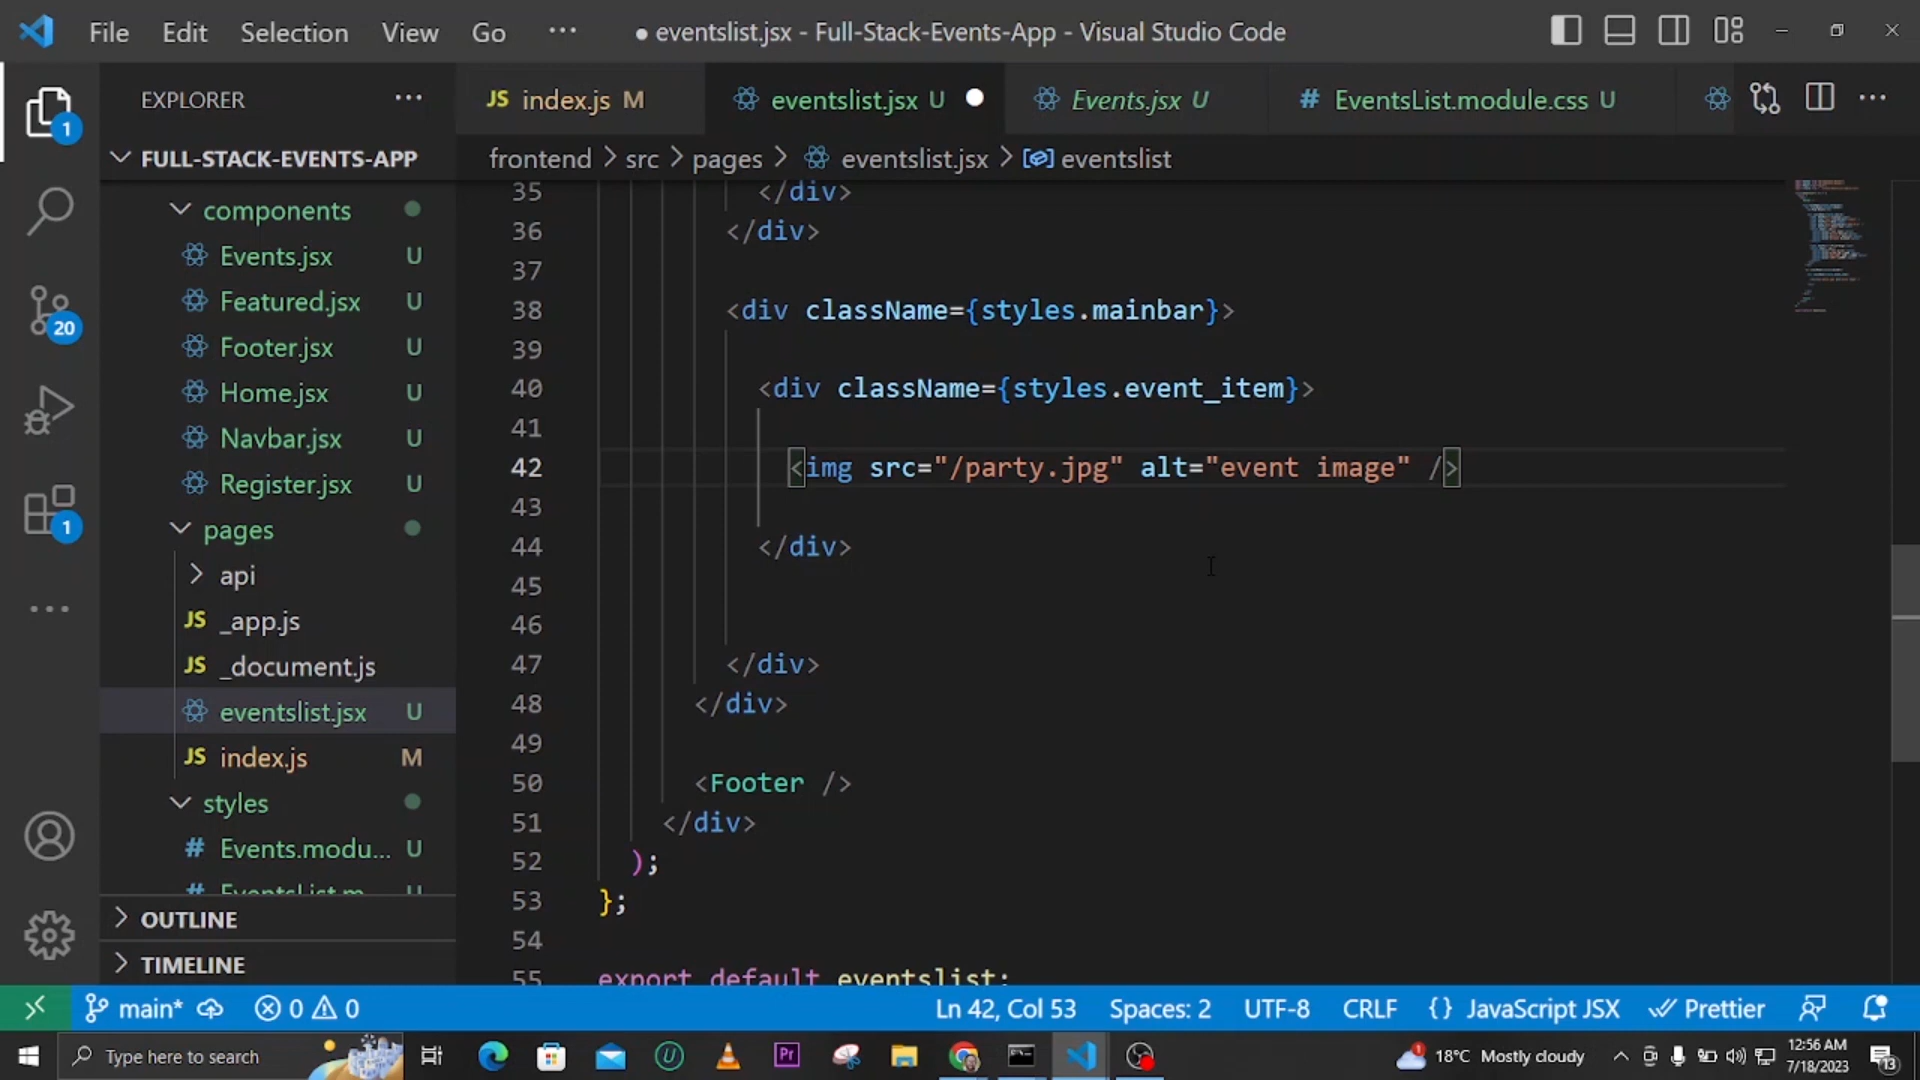 File Edit Selection View Go ··· ● eventslist.jsx - Full-Stack-Events-App - Visual Studio Code
EXPLORER ···
JS index.js M
eventslist.jsx U ●
Events.jsx U
# EventsList.module.css U
···
FULL-STACK-EVENTS-APP
frontend > src > pages > eventslist.jsx > eventslist
components
Events.jsx U
Featured.jsx U
Footer.jsx U
Home.jsx U
Navbar.jsx U
Register.jsx U
pages
api
JS _app.js
JS _document.js
eventslist.jsx U
JS index.js M
styles
# Events.modu... U
# EventsList.m... U
OUTLINE
TIMELINE
1
20
1
35 </div>
36 </div>
37
38 <div className={styles.mainbar}>
39
40 <div className={styles.event_item}>
41
42 <img src="/party.jpg" alt="event image" />
43
44 </div>
45
46
47 </div>
48 </div>
49
50 <Footer />
51 </div>
52 );
53 };
54
55 export default eventslist;
main* 0 0 Ln 42, Col 53 Spaces: 2 UTF-8 CRLF {} JavaScript JSX Prettier
Type here to search
Pr
18°C Mostly cloudy
12:56 AM
7/18/2023
13